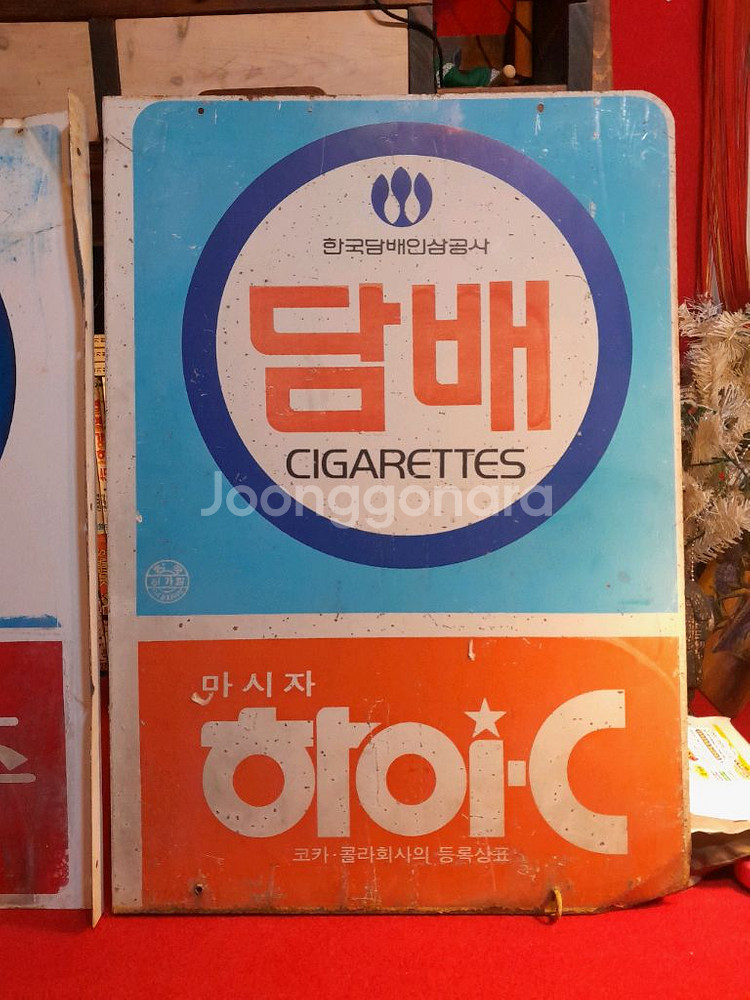 한국담배인삼공사
담배
CIGARETTES
Joonggonara
마시자
하이·C
코카·콜라회사의 등록상표